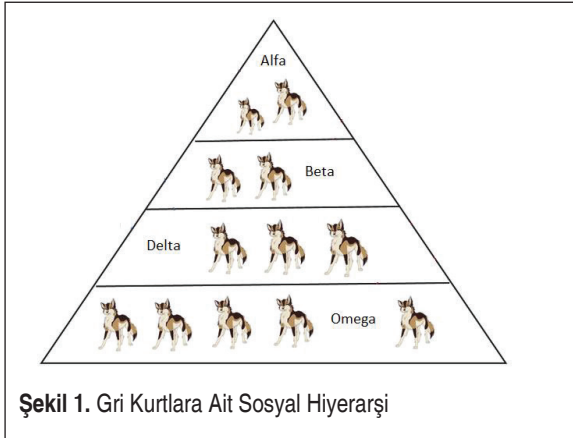 Alfa
Beta
Delta
Omega
Şekil 1. Gri Kurtlara Ait Sosyal Hiyerarşi